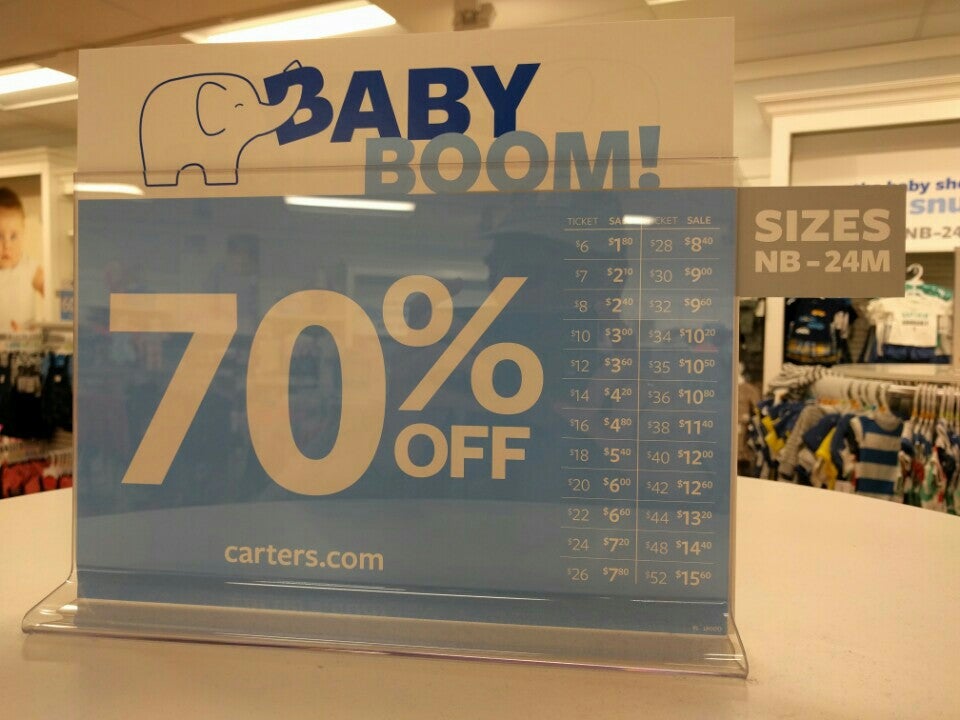 BABY
BOOM!
70% OFF
carters.com
TICKET SALE TICKET SALE
$6 $1.80 $28 $8.40
$7 $2.10 $30 $9.00
$8 $2.40 $32 $9.60
$10 $3.00 $34 $10.20
$12 $3.60 $35 $10.50
$14 $4.20 $36 $10.80
$16 $4.80 $38 $11.40
$18 $5.40 $40 $12.00
$20 $6.00 $42 $12.60
$22 $6.60 $44 $13.20
$24 $7.20 $48 $14.40
$26 $7.80 $52 $15.60
SIZES
NB - 24M
baby
NB-24